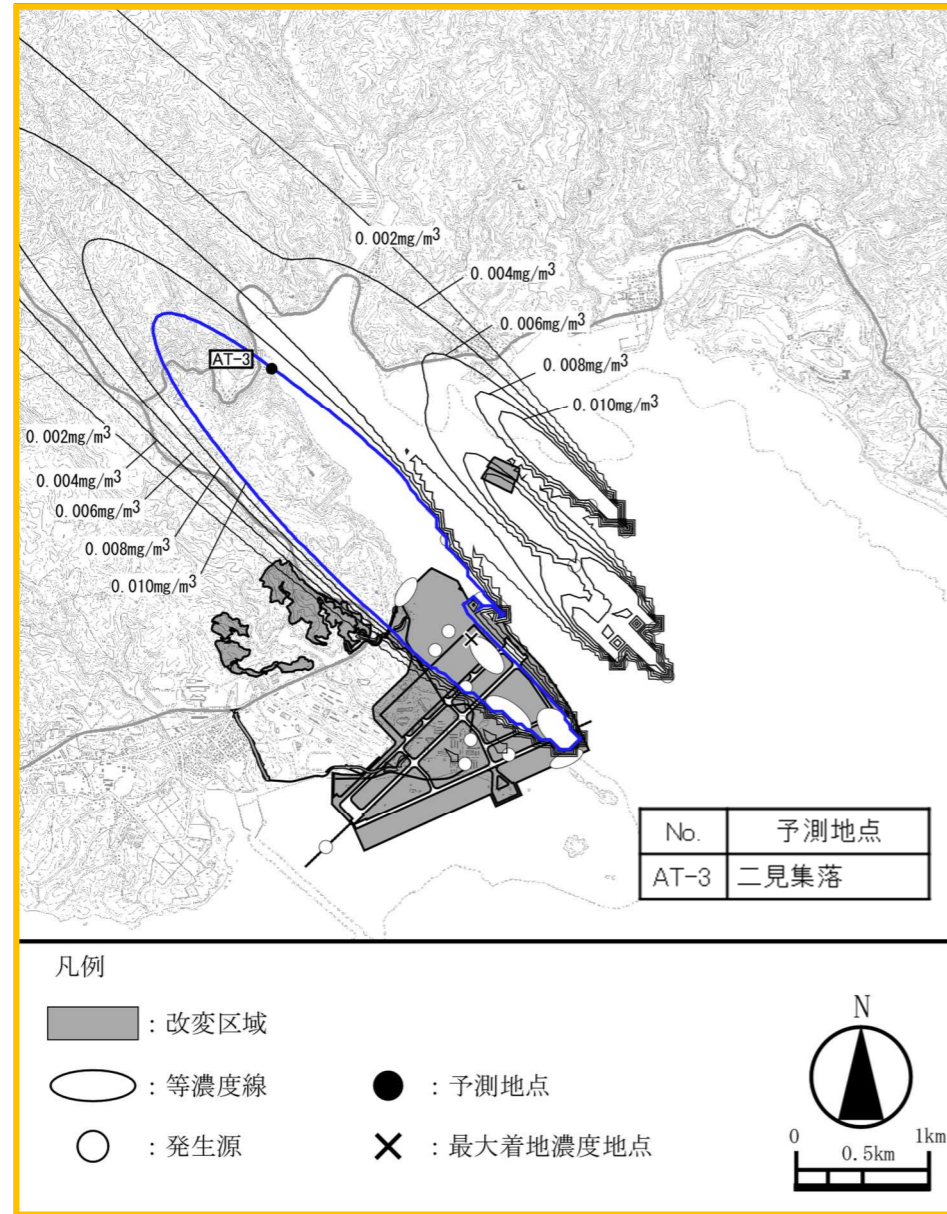 0.002mg/m³
0.004mg/m³
0.006mg/m³
0.008mg/m³
0.010mg/m³
AT-3
0.002mg/m³
0.004mg/m³
0.006mg/m³
0.008mg/m³
0.010mg/m³
No. 予測地点
AT-3 二見集落
凡例
：改変区域
：等濃度線
：予測地点
：発生源
：最大着地濃度地点
N
0 0.5km 1km